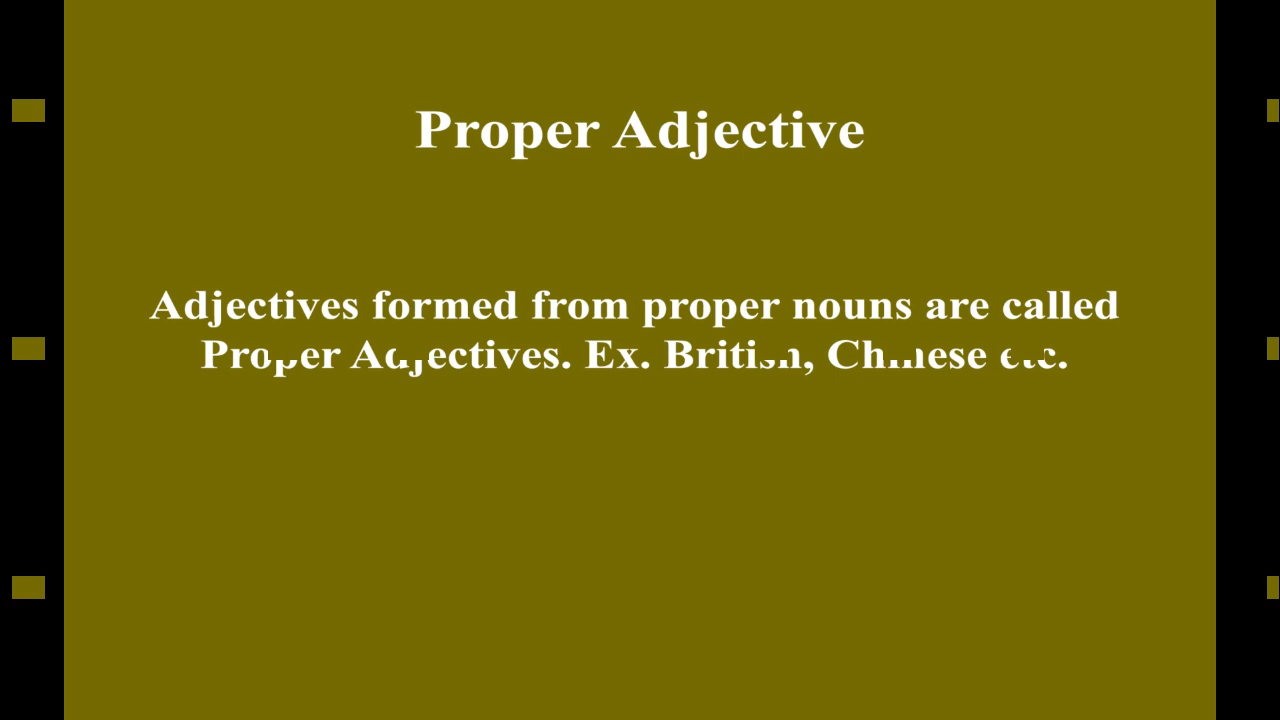 Proper Adjective
Adjectives formed from proper nouns are called
Proper Adjectives. Ex. British, Chinese etc.